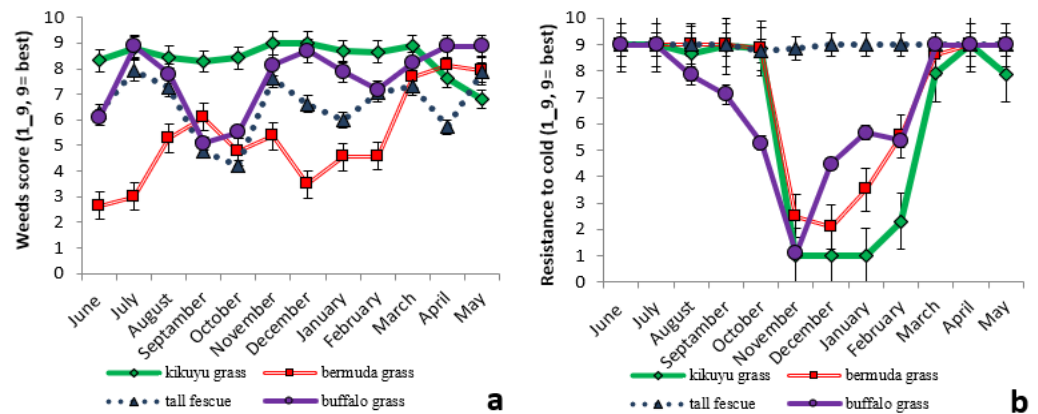 Weeds score (1_9, 9= best)
10
9
8
7
6
5
4
3
2
1
0
June
July
August
Septamber
October
November
December
January
February
March
April
May
kikuyu grass
bermuda grass
tall fescue
buffalo grass
a
Resistance to cold (1_9, 9= best)
10
9
8
7
6
5
4
3
2
1
0
June
July
August
September
October
November
December
January
February
March
April
May
kikuyu grass
bermuda grass
tall fescue
buffalo grass
b